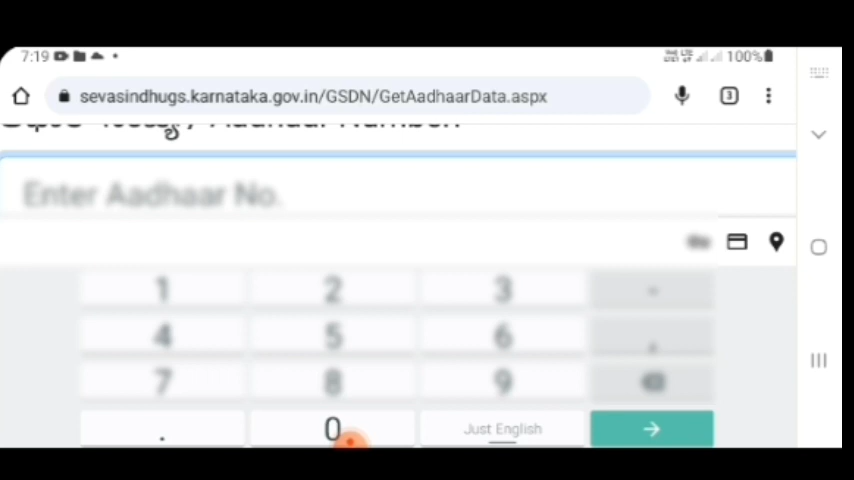 7:19 100%
sevasindhugs.karnataka.gov.in/GSDN/GetAadhaarData.aspx 3
/ Aadhaar Number:
Enter Aadhaar No.
1 2 3 -
4 5 6 ,
7 8 9
. 0 Just English